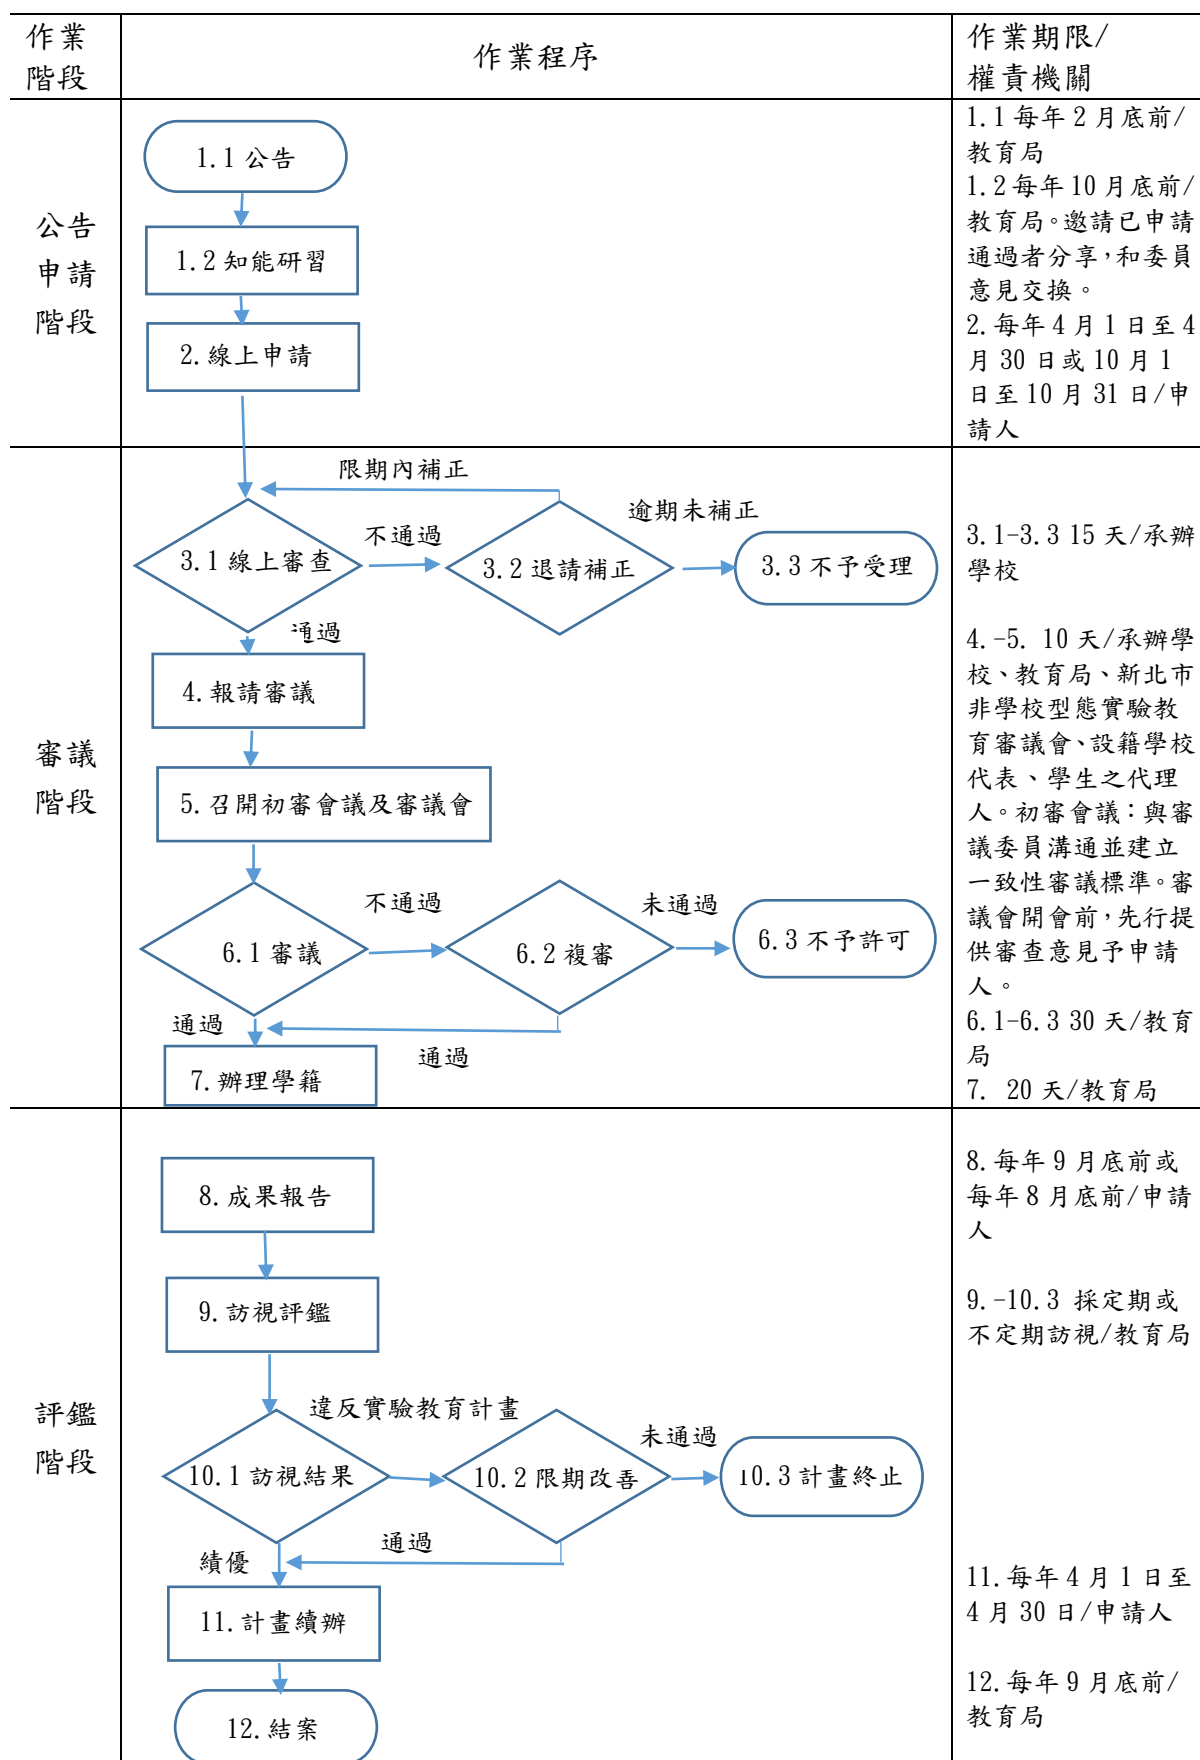 作業
階段
作業程序
作業期限/
權責機關
公告
申請
階段
1.1 公告
1.2 知能研習
2.線上申請
1.1 每年 2 月底前/
教育局
1.2 每年 10 月底前/
教育局。邀請已申請
通過者分享，和委員
意見交換。
2.每年 4 月 1 日至 4
月 30 日或 10 月 1
日至 10 月 31 日/申
請人
審議
階段
限期內補正
逾期未補正
不通過
3.1 線上審查
3.2 退請補正
3.3 不予受理
通過
4.報請審議
5.召開初審會議及審議會
不通過
未通過
6.1 審議
6.2 複審
6.3 不予許可
通過
通過
7.辦理學籍
3.1-3.3 15 天/承辦
學校
4.-5. 10 天/承辦學
校、教育局、新北市
非學校型態實驗教
育審議會、設籍學校
代表、學生之代理
人。初審會議：與審
議委員溝通並建立
一致性審議標準。審
議會開會前，先行提
供審查意見予申請
人。
6.1-6.3 30 天/教育
局
7. 20 天/教育局
評鑑
階段
8.成果報告
9.訪視評鑑
違反實驗教育計畫
未通過
10.1 訪視結果
10.2 限期改善
10.3 計畫終止
通過
績優
11.計畫續辦
12.結案
8.每年 9 月底前或
每年 8 月底前/申請
人
9.-10.3 採定期或
不定期訪視/教育局
11.每年 4 月 1 日至
4 月 30 日/申請人
12.每年 9 月底前/
教育局